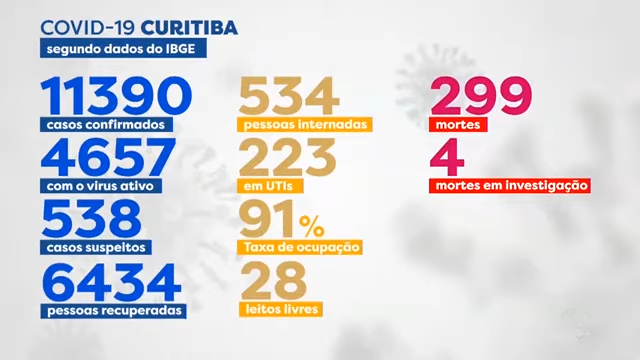 COVID-19 CURITIBA
segundo dados do IBGE
11390
casos confirmados
4657
com o virus ativo
538
casos suspeitos
6434
pessoas recuperadas
534
pessoas internadas
223
em UTIs
91%
Taxa de ocupação
28
leitos livres
299
mortes
4
mortes em investigação